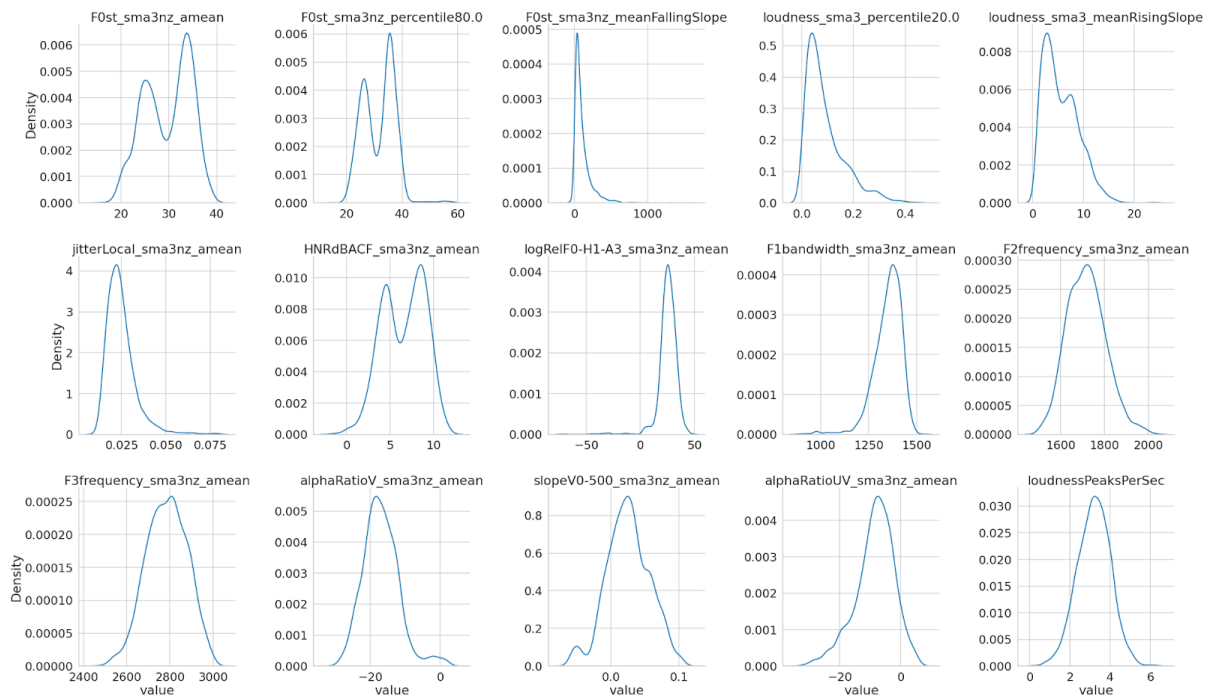 F0st_sma3nz_amean
F0st_sma3nz_percentile80.0
F0st_sma3nz_meanFallingSlope
loudness_sma3_percentile20.0
loudness_sma3_meanRisingSlope
Density
0.006
0.005
0.004
0.003
0.002
0.001
0.000
20 30 40
0.006
0.005
0.004
0.003
0.002
0.001
0.000
20 40 60
0.0005
0.0004
0.0003
0.0002
0.0001
0.0000
0 1000
0.5
0.4
0.3
0.2
0.1
0.0
0.0 0.2 0.4
0.008
0.006
0.004
0.002
0.000
0 10 20
jitterLocal_sma3nz_amean
HNRdBACF_sma3nz_amean
logRelF0-H1-A3_sma3nz_amean
F1bandwidth_sma3nz_amean
F2frequency_sma3nz_amean
Density
4
3
2
1
0
0.025 0.050 0.075
0.010
0.008
0.006
0.004
0.002
0.000
0 5 10
0.004
0.003
0.002
0.001
0.000
−50 0 50
0.0004
0.0003
0.0002
0.0001
0.0000
1000 1250 1500
0.00030
0.00025
0.00020
0.00015
0.00010
0.00005
0.00000
1600 1800 2000
F3frequency_sma3nz_amean
alphaRatioV_sma3nz_amean
slopeV0-500_sma3nz_amean
alphaRatioUV_sma3nz_amean
loudnessPeaksPerSec
Density
0.00025
0.00020
0.00015
0.00010
0.00005
0.00000
2400 2600 2800 3000
value
0.005
0.004
0.003
0.002
0.001
0.000
−20 0
value
0.8
0.6
0.4
0.2
0.0
0.0 0.1
value
0.004
0.003
0.002
0.001
0.000
−20 0
value
0.030
0.025
0.020
0.015
0.010
0.005
0.000
0 2 4 6
value